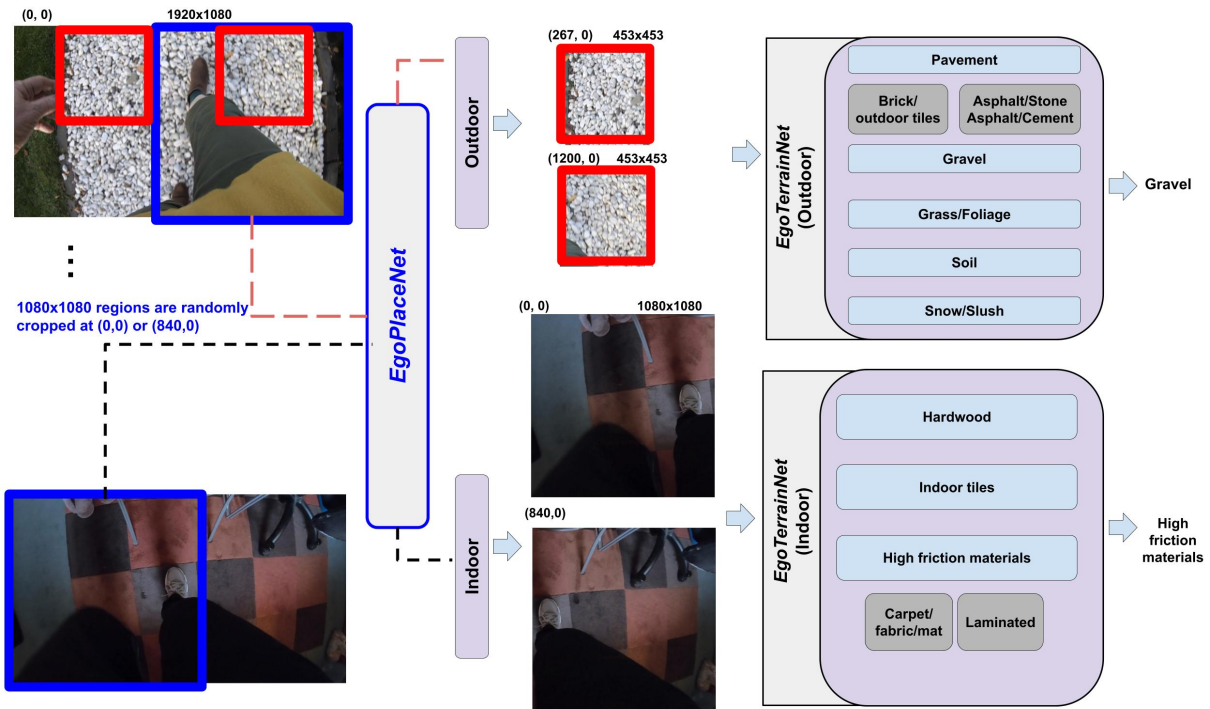 (0, 0)
1920x1080
1080x1080 regions are randomly
cropped at (0,0) or (840,0)
EgoPlaceNet
Outdoor
(267, 0) 453x453
(1200, 0) 453x453
EgoTerrainNet
(Outdoor)
Pavement
Brick/
outdoor tiles
Asphalt/Stone
Asphalt/Cement
Gravel
Grass/Foliage
Soil
Snow/Slush
Gravel
Indoor
(0, 0) 1080x1080
(840,0)
EgoTerrainNet
(Indoor)
Hardwood
Indoor tiles
High friction materials
Carpet/
fabric/mat
Laminated
High
friction
materials